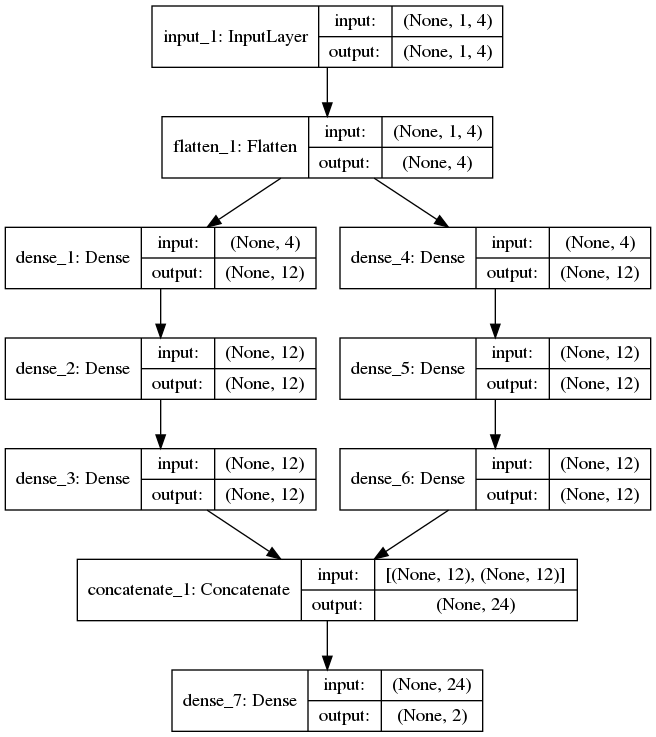 input_1: InputLayer
input: (None, 1, 4)
output: (None, 1, 4)
flatten_1: Flatten
input: (None, 1, 4)
output: (None, 4)
dense_1: Dense
input: (None, 4)
output: (None, 12)
dense_4: Dense
input: (None, 4)
output: (None, 12)
dense_2: Dense
input: (None, 12)
output: (None, 12)
dense_5: Dense
input: (None, 12)
output: (None, 12)
dense_3: Dense
input: (None, 12)
output: (None, 12)
dense_6: Dense
input: (None, 12)
output: (None, 12)
concatenate_1: Concatenate
input: [(None, 12), (None, 12)]
output: (None, 24)
dense_7: Dense
input: (None, 24)
output: (None, 2)